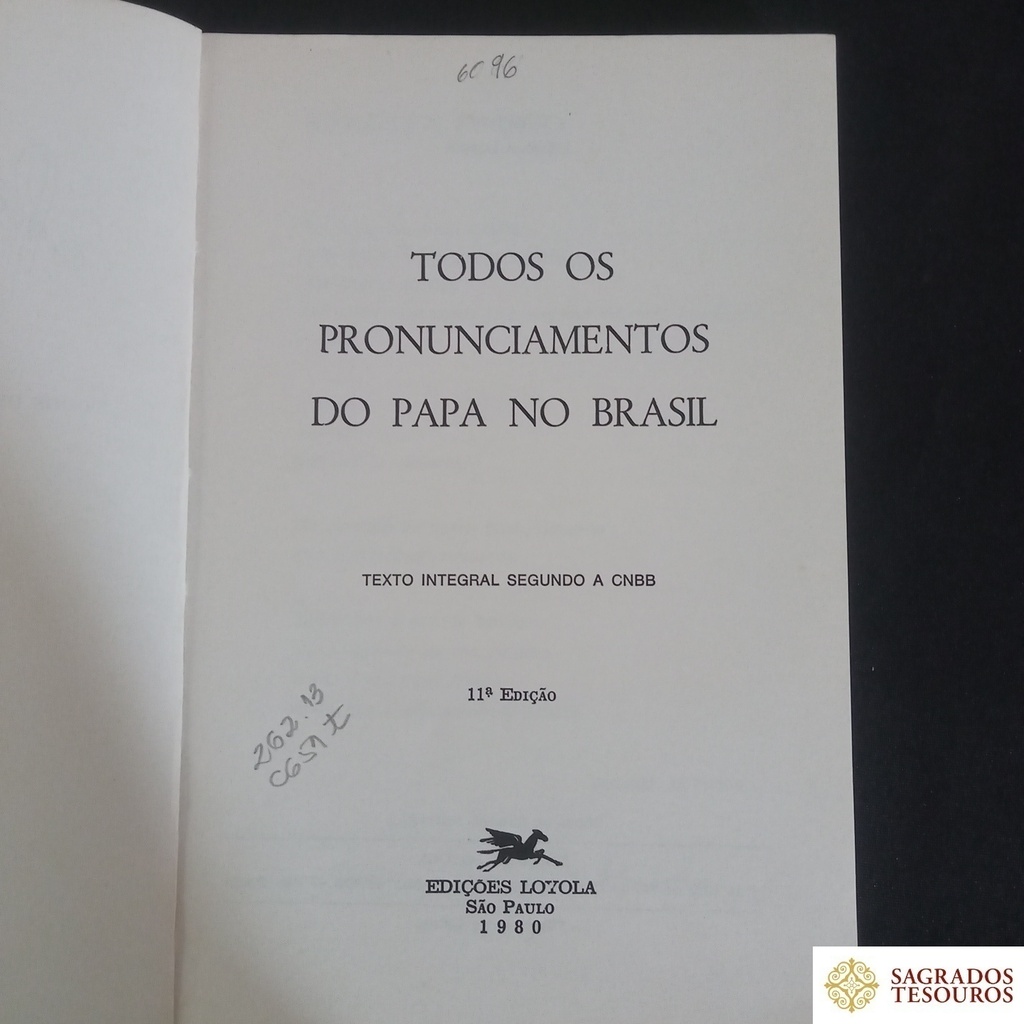 6C 96
TODOS OS
PRONUNCIAMENTOS
DO PAPA NO BRASIL
TEXTO INTEGRAL SEGUNDO A CNBB
11ª EDIÇÃO
262.13
C659t
EDIÇÕES LOYOLA
SÃO PAULO
1980
SAGRADOS
TESOUROS